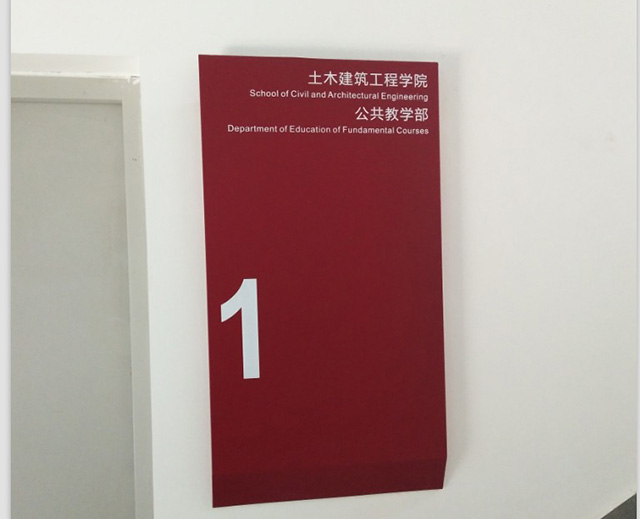 土木建筑工程学院
School of Civil and Architectural Engineering
公共教学部
Department of Education of Fundamental Courses
1